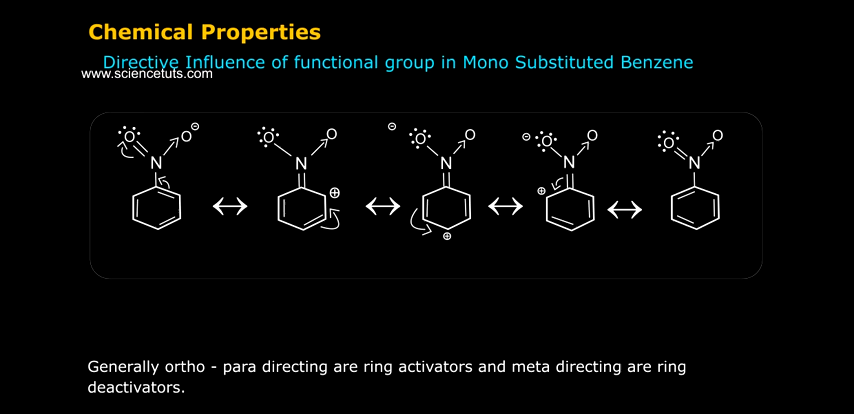 Chemical Properties
Directive Influence of functional group in Mono Substituted Benzene
www.sciencetuts.com
O O ⊖ O O ⊖ O O ⊖ O O O O
N N N N N
⊕ ⊕
⊕
Generally ortho - para directing are ring activators and meta directing are ring
deactivators.